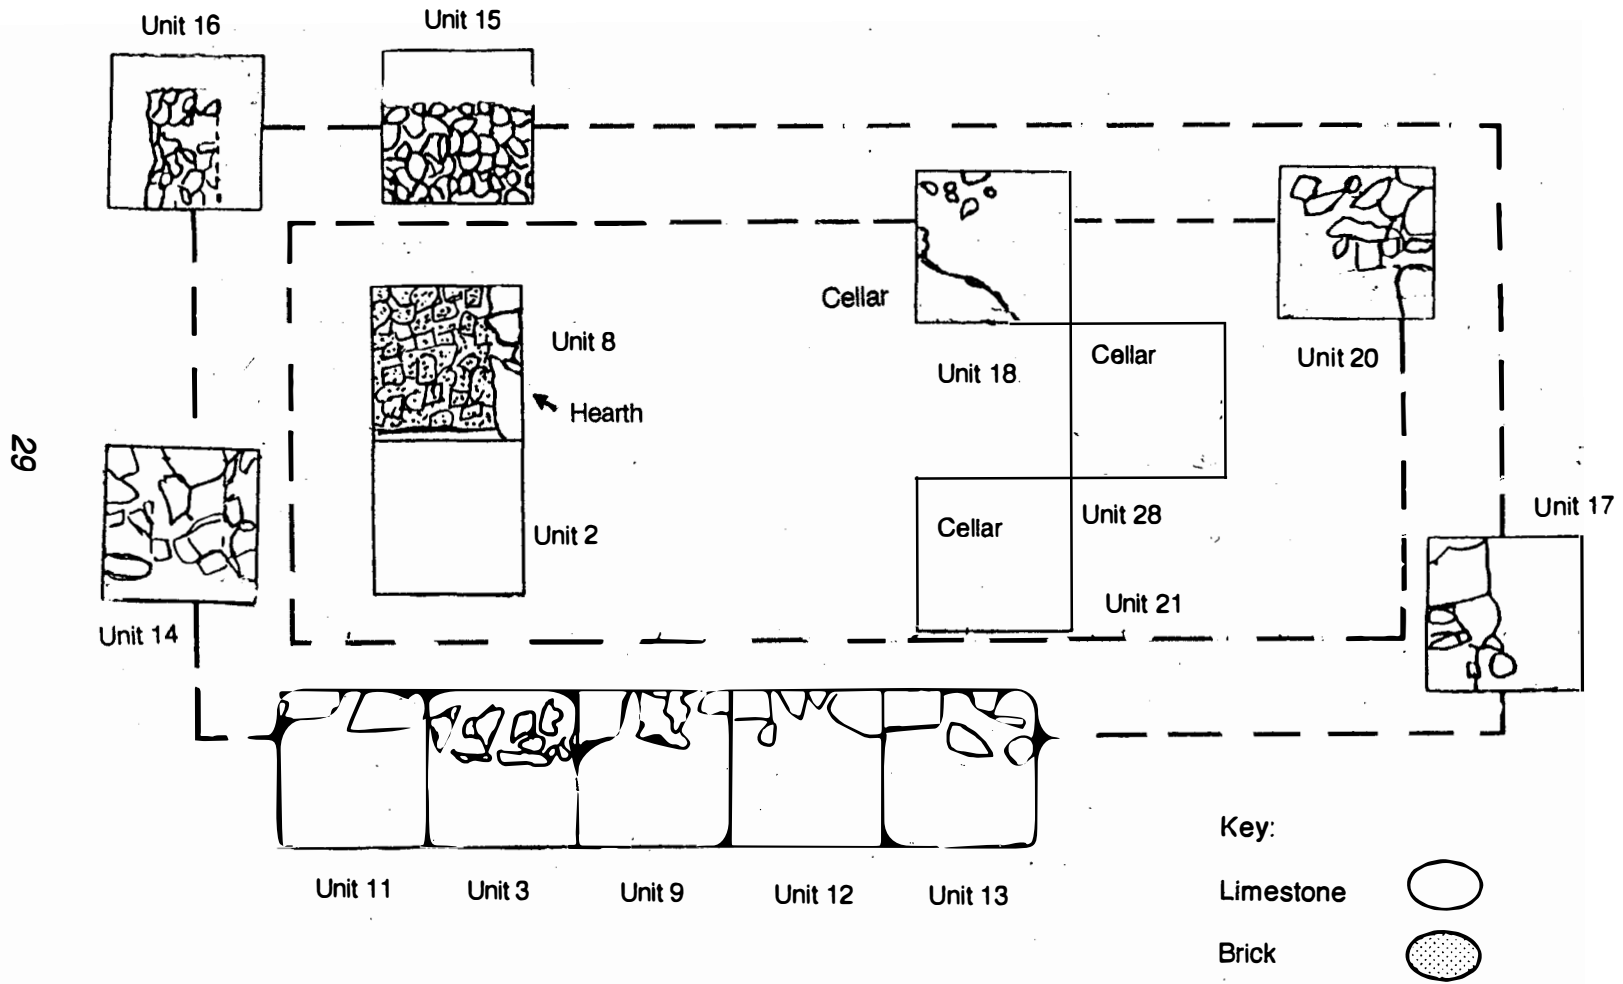 Unit 16
Unit 15
Cellar
Unit 8
Hearth
Unit 18
Cellar
Unit 20
29
Unit 2
Cellar
Unit 28
Unit 17
Unit 21
Unit 14
Key:
Unit 11
Unit 3
Unit 9
Unit 12
Unit 13
Limestone
Brick